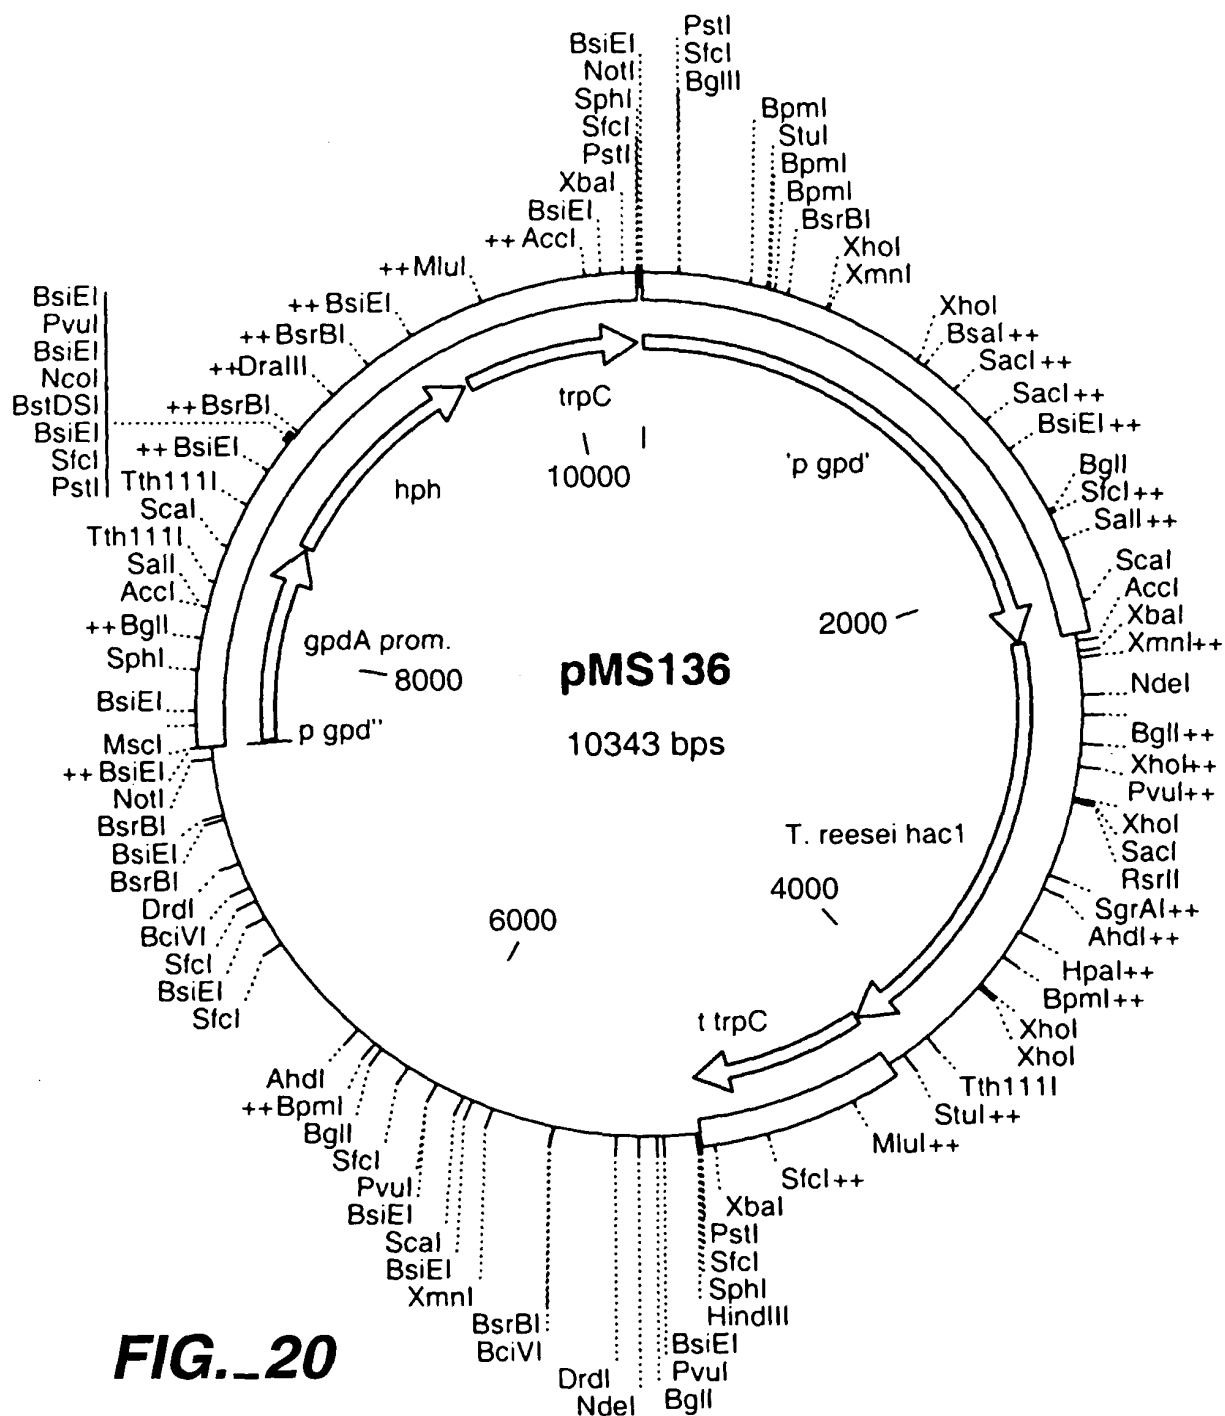 BsiEI
NotI
SphI
SfcI
PstI
XbaI
BsiEI
++ AccI
++MluI
++BsiEI
++BsrBI
++DraIII
++BsrBI
BsiEI
PvuI
BsiEI
NcoI
BstDSI
BsiEI
SfcI
PstI
++ BsiEI
Tth111I
ScaI
Tth111I
SalI
AccI
++BglI
SphI
BsiEI
MscI
++BsiEI
NotI
BsrBI
BsiEI
BsrBI
DrdI
BciVI
SfcI
BsiEI
SfcI
AhdI
++BpmI
BglI
SfcI
PvuI
BsiEI
ScaI
BsiEI
XmnI
BsrBI
BciVI
DrdI
NdeI
PstI
SfcI
BglII
BpmI
StuI
BpmI
BpmI
BsrBI
XhoI
XmnI
XhoI
BsaI++
SacI++
SacI++
BsiEI++
BglI
SfcI++
SalI++
ScaI
AccI
XbaI
XmnI++
NdeI
BglI++
XhoI++
PvuI++
XhoI
SacI
RsrII
SgrAI++
AhdI++
HpaI++
BpmI++
XhoI
XhoI
Tth111I
StuI++
MluI++
SfcI++
XbaI
PstI
SfcI
SphI
HindIII
BsiEI
PvuI
BglI
trpC
10000
I
hph
'p gpd'
gpdA prom.
8000
p gpd"
2000
pMS136
10343 bps
T. reesei hac1
4000
6000
t trpC
FIG._20